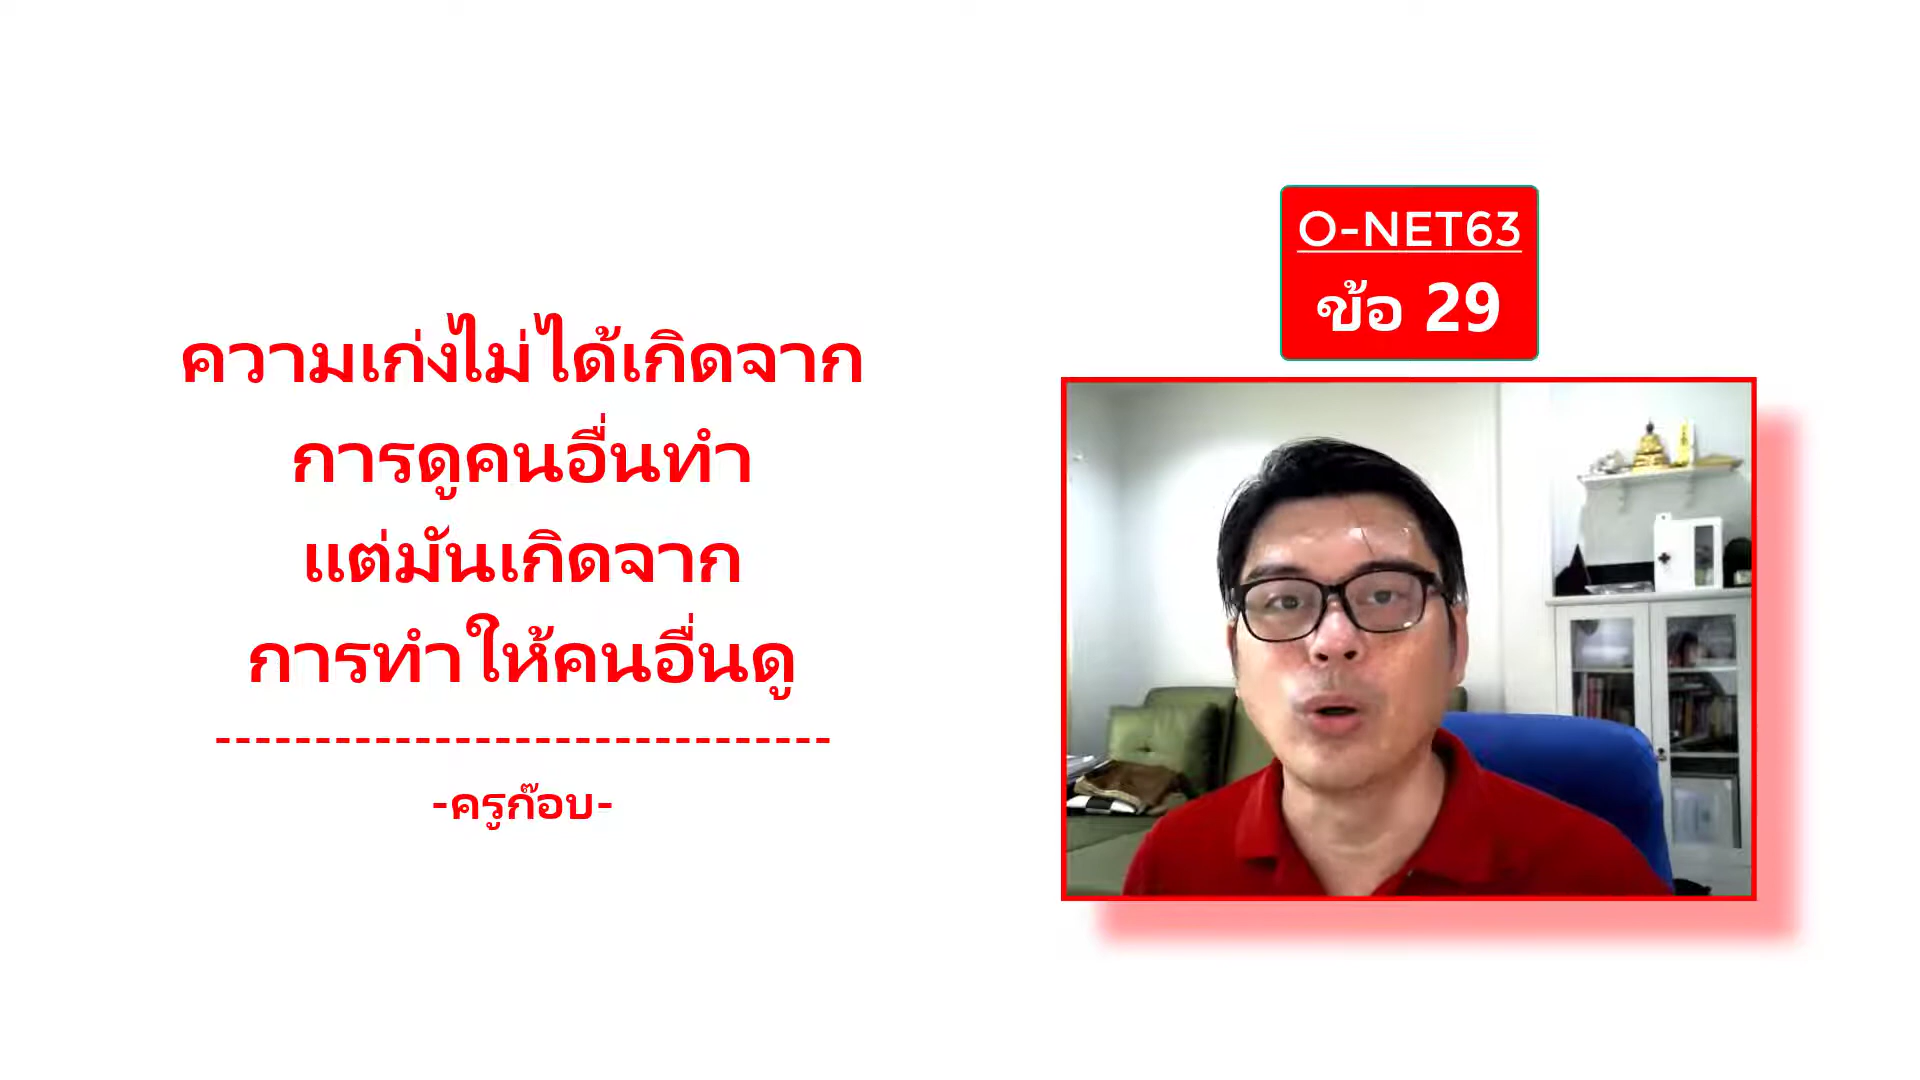 ความเก่งไม่ได้เกิดจาก
การดูคนอื่นทำ
แต่มันเกิดจาก
การทำให้คนอื่นดู
-------------------------------
-ครูก๊อบ-
O-NET63
ข้อ 29